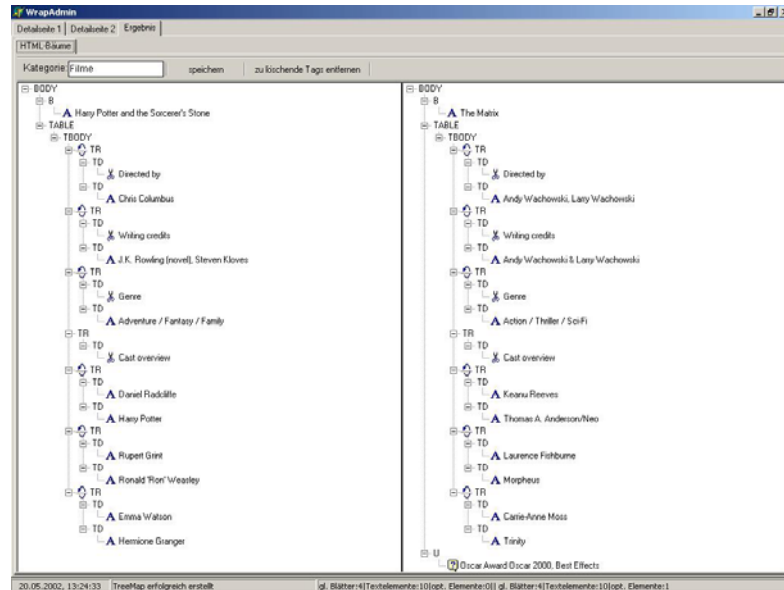 WrapAdmin
Detailseite 1 Detailseite 2 Ergebnis
HTML-Bäume
Kategorie: Filme speichern zu löschende Tags entfernen
BODY
B
Harry Potter and the Sorcerer's Stone
TABLE
TBODY
TR
TD
Directed by
TD
Chris Columbus
TR
TD
Writing credits
TD
J.K. Rowling (novel), Steven Kloves
TR
TD
Genre
TD
Adventure / Fantasy / Family
TR
TD
Cast overview
TR
TD
Daniel Radcliffe
TD
Harry Potter
TR
TD
Rupert Grint
TD
Ronald 'Ron' Weasley
TR
TD
Emma Watson
TD
Hermione Granger
BODY
B
The Matrix
TABLE
TBODY
TR
TD
Directed by
TD
Andy Wachowski, Larry Wachowski
TR
TD
Writing credits
TD
Andy Wachowski & Larry Wachowski
TR
TD
Genre
TD
Action / Thriller / Sci-Fi
TR
TD
Cast overview
TR
TD
Keanu Reeves
TD
Thomas A. Anderson/Neo
TR
TD
Laurence Fishburne
TD
Morpheus
TR
TD
Carrie-Anne Moss
TD
Trinity
U
Oscar Award Oscar 2000, Best Effects
20.05.2002, 13:24:33 TreeMap erfolgreich erstellt gl. Blätter:4|Textelemente:10|opt. Elemente:0|| gl. Blätter:4|Textelemente:10|opt. Elemente:1